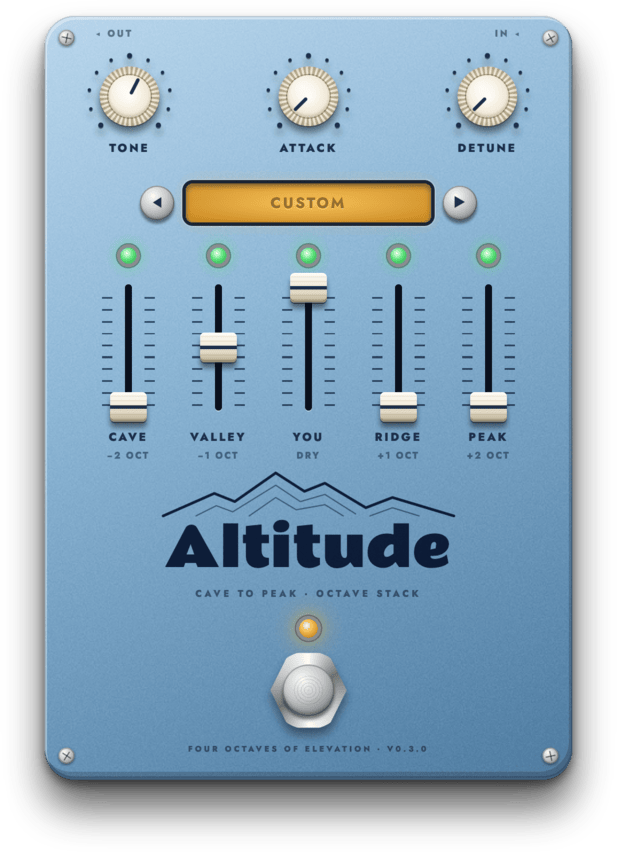 ◂ OUT
IN ◂
TONE
ATTACK
DETUNE
CUSTOM
CAVE
VALLEY
YOU
RIDGE
PEAK
−2 OCT
−1 OCT
DRY
+1 OCT
+2 OCT
Altitude
CAVE TO PEAK · OCTAVE STACK
FOUR OCTAVES OF ELEVATION · V0.3.0